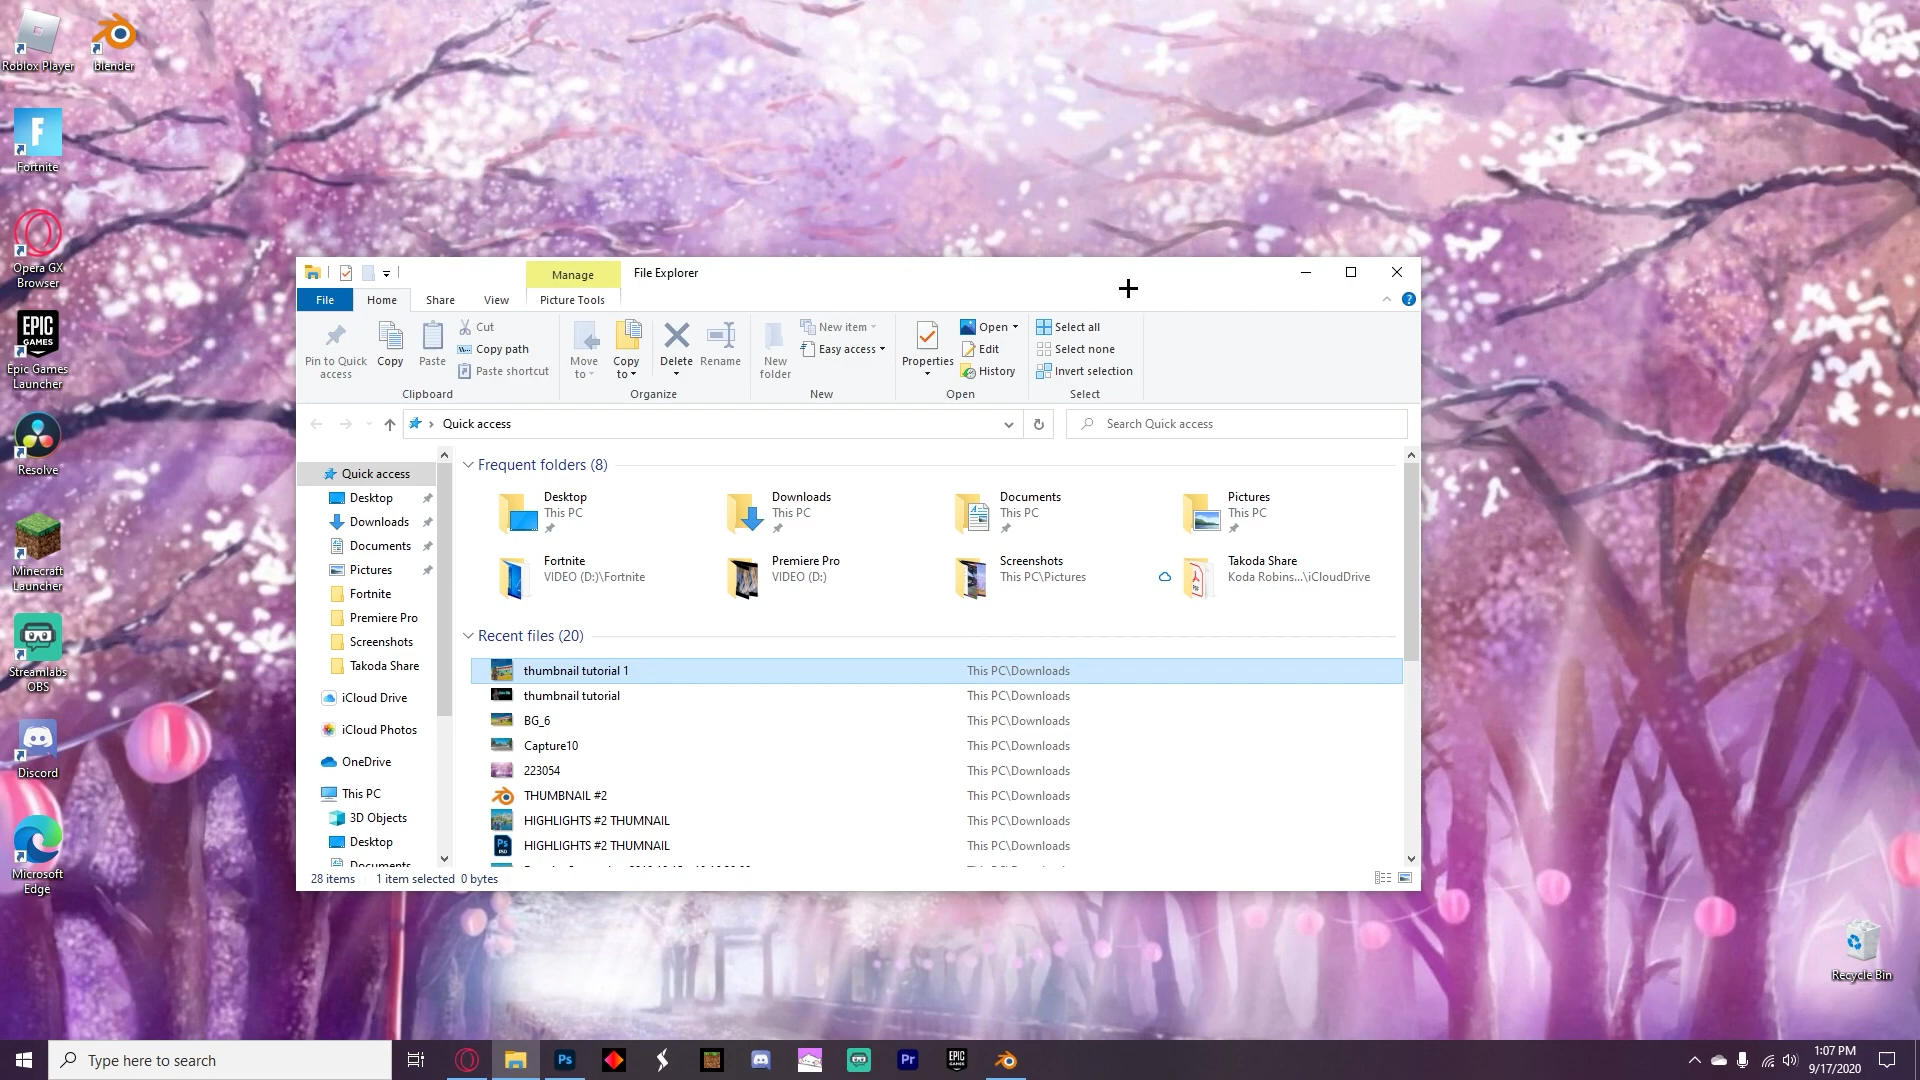 Roblox Player
blender
Fortnite
Opera GX
Browser
EPIC
GAMES
Epic Games
Launcher
Resolve
Minecraft
Launcher
Streamlabs
OBS
Discord
Microsoft
Edge
Recycle Bin
Manage
File Explorer
File
Home
Share
View
Picture Tools
Pin to Quick
access
Copy
Paste
Cut
Copy path
Paste shortcut
Clipboard
Move
to
Copy
to
Delete
Rename
Organize
New
folder
New item
Easy access
New
Properties
Open
Edit
History
Open
Select all
Select none
Invert selection
Select
Quick access
Search Quick access
Quick access
Desktop
Downloads
Documents
Pictures
Fortnite
Premiere Pro
Screenshots
Takoda Share
iCloud Drive
iCloud Photos
OneDrive
This PC
3D Objects
Desktop
Documents
Frequent folders (8)
Desktop
This PC
Downloads
This PC
Documents
This PC
Pictures
This PC
Fortnite
VIDEO (D:)\Fortnite
Premiere Pro
VIDEO (D:)
Screenshots
This PC\Pictures
Takoda Share
Koda Robins...\iCloudDrive
Recent files (20)
thumbnail tutorial 1 This PC\Downloads
thumbnail tutorial This PC\Downloads
BG_6 This PC\Downloads
Capture10 This PC\Downloads
223054 This PC\Downloads
THUMBNAIL #2 This PC\Downloads
HIGHLIGHTS #2 THUMNAIL This PC\Downloads
HIGHLIGHTS #2 THUMNAIL This PC\Downloads
28 items
1 item selected 0 bytes
Type here to search
Ps
Pr
EPIC
GAMES
1:07 PM
9/17/2020